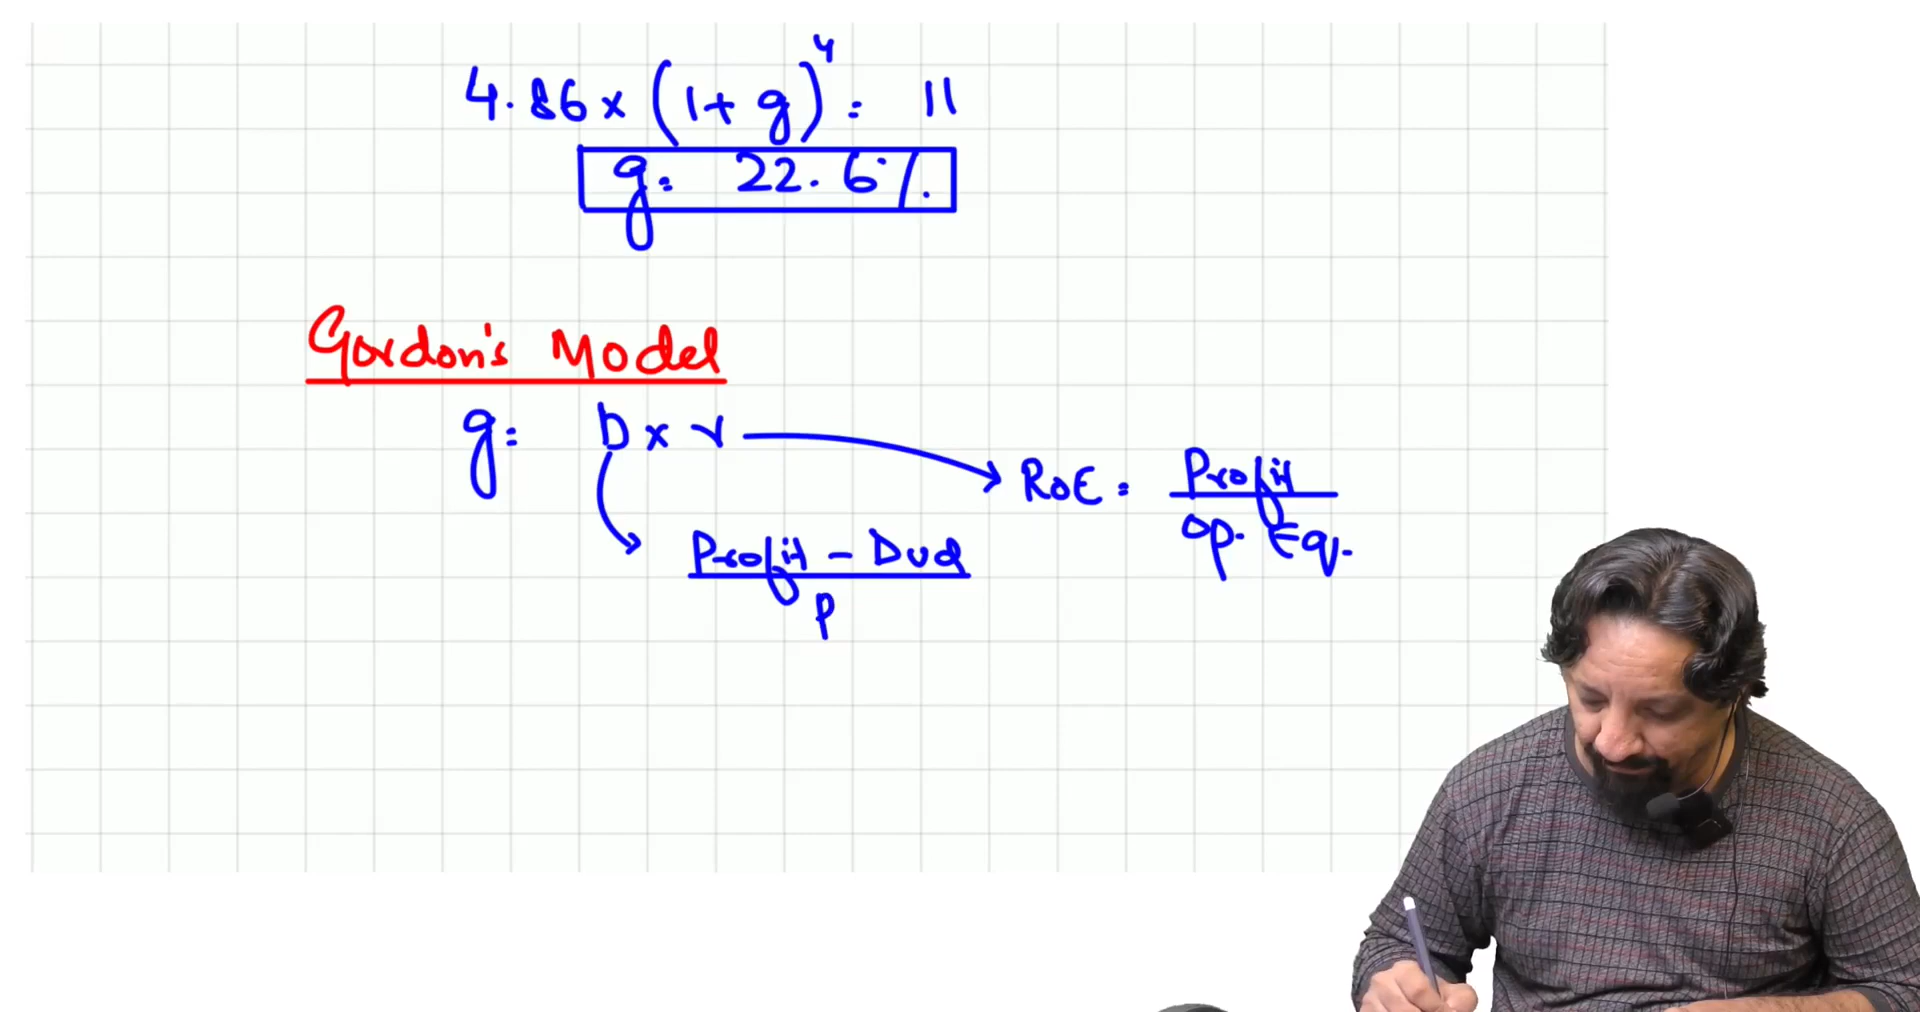 4.86 × (1+g)^4 = 11
g = 22.6%.
Gordon's Model
g = b × r
ROE = Profit / Op. Eq.
Profit - Dvd / P